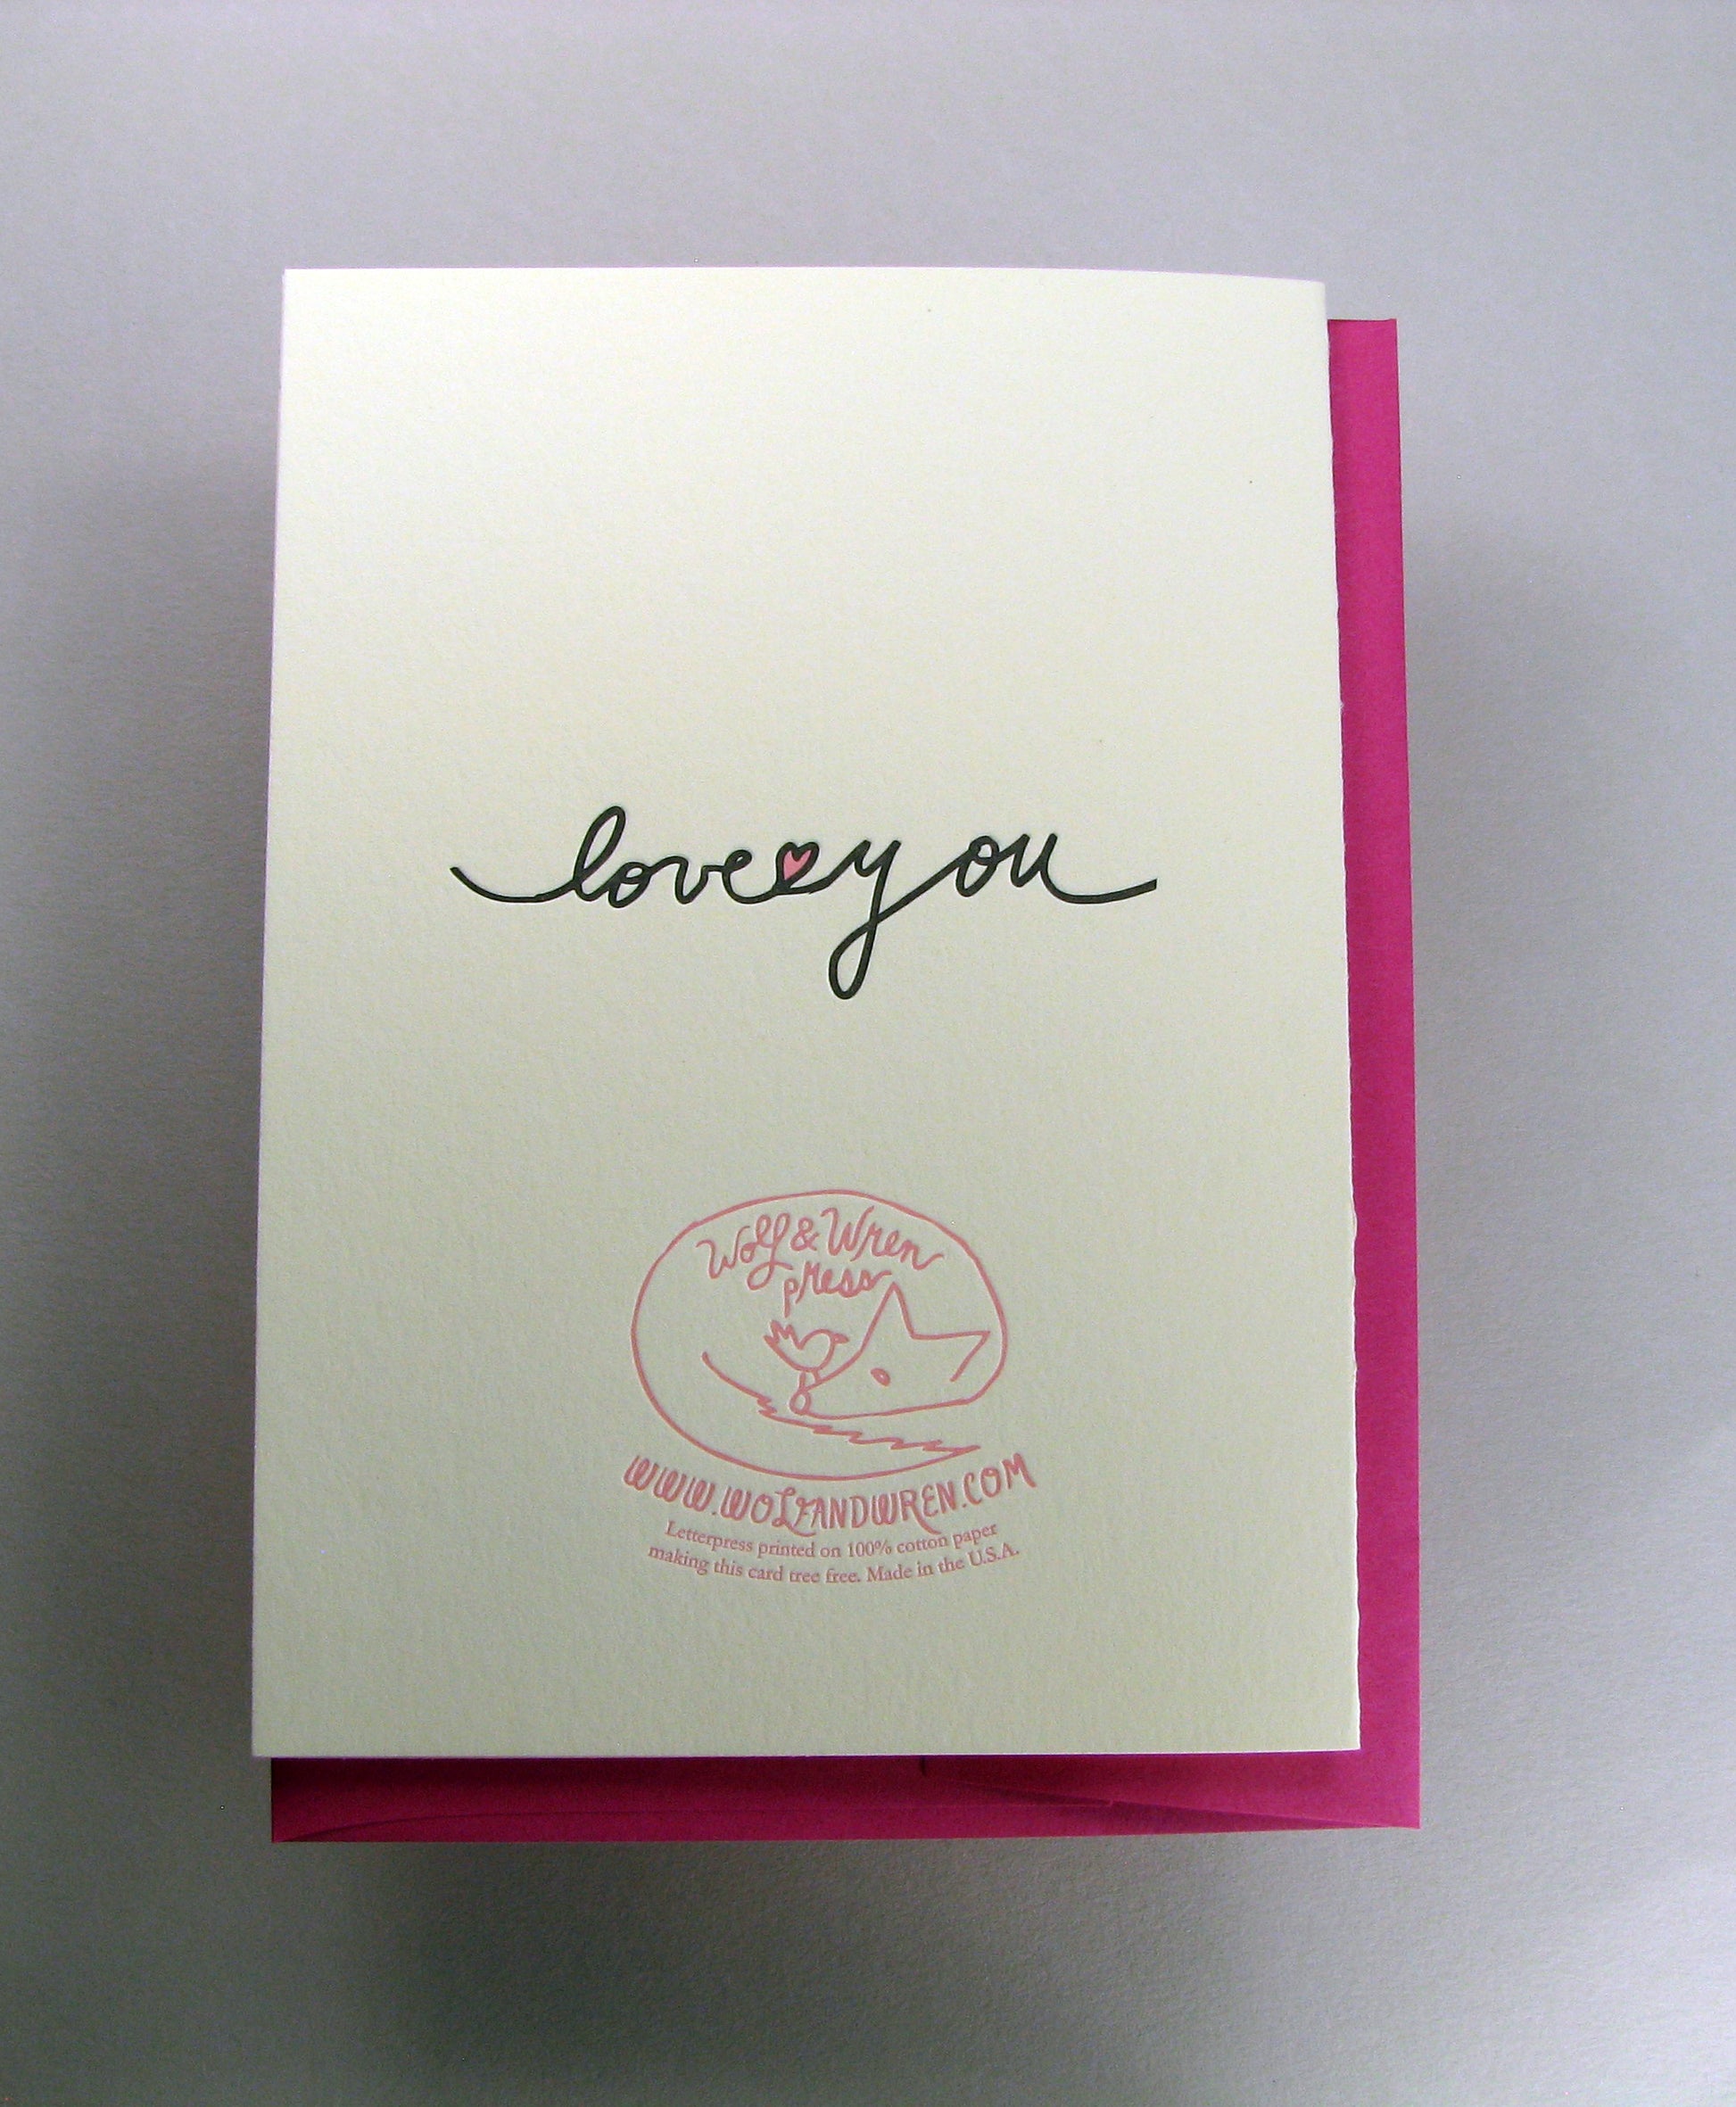 love you
Wolf & Wren
press
WWW.WOLFANDWREN.COM
Letterpress printed on 100% cotton paper
making this card tree free. Made in the U.S.A.